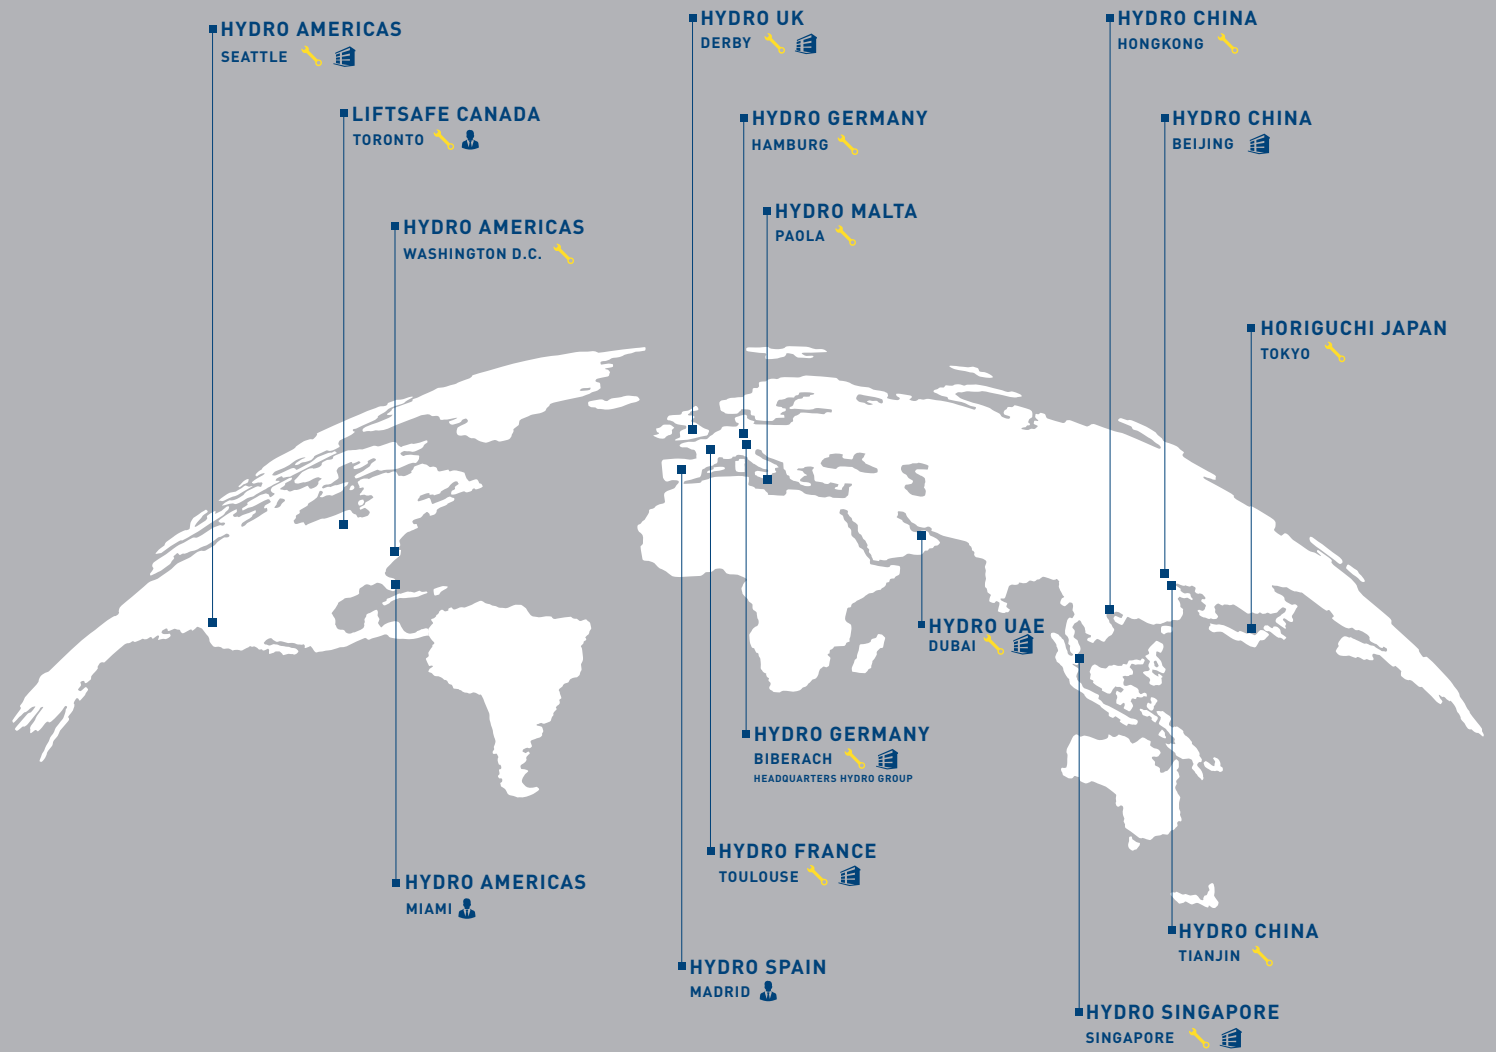 HYDRO AMERICAS
SEATTLE
LIFTSAFE CANADA
TORONTO
HYDRO AMERICAS
WASHINGTON D.C.
HYDRO UK
DERBY
HYDRO GERMANY
HAMBURG
HYDRO MALTA
PAOLA
HYDRO CHINA
HONGKONG
HYDRO CHINA
BEIJING
HORIGUCHI JAPAN
TOKYO
HYDRO UAE
DUBAI
HYDRO GERMANY
BIBERACH
HEADQUARTERS HYDRO GROUP
HYDRO FRANCE
TOULOUSE
HYDRO AMERICAS
MIAMI
HYDRO SPAIN
MADRID
HYDRO CHINA
TIANJIN
HYDRO SINGAPORE
SINGAPORE